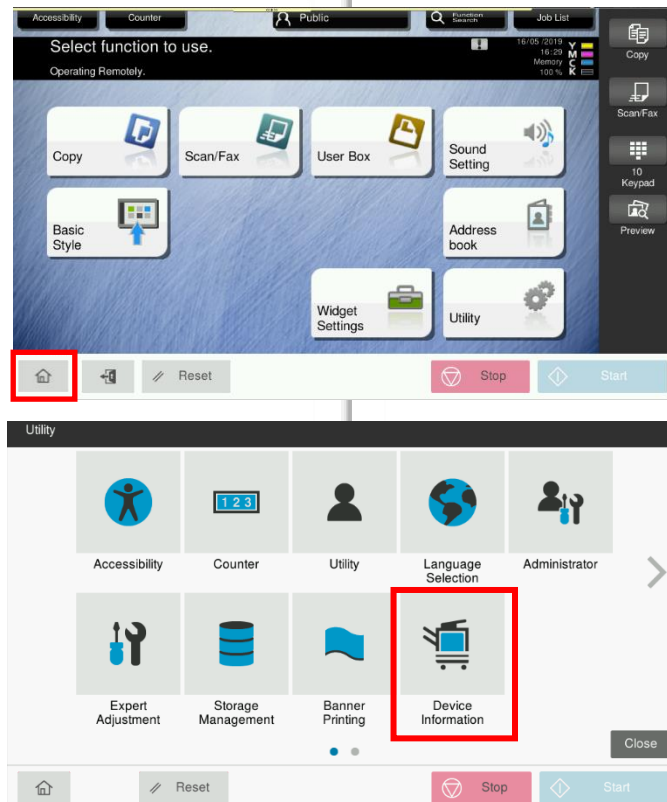 Accessibility
Counter
Public
Function
Search
Job List
Select function to use.
Operating Remotely.
16/05/2019
16:29
Memory
100 %
Y
M
C
K
Copy
Scan/Fax
10
Keypad
Preview
Copy
Scan/Fax
User Box
Sound
Setting
Basic
Style
Address
book
Widget
Settings
Utility
Reset
Stop
Start
Utility
1 2 3
Accessibility
Counter
Utility
Language
Selection
Administrator
Expert
Adjustment
Storage
Management
Banner
Printing
Device
Information
Close
Reset
Stop
Start